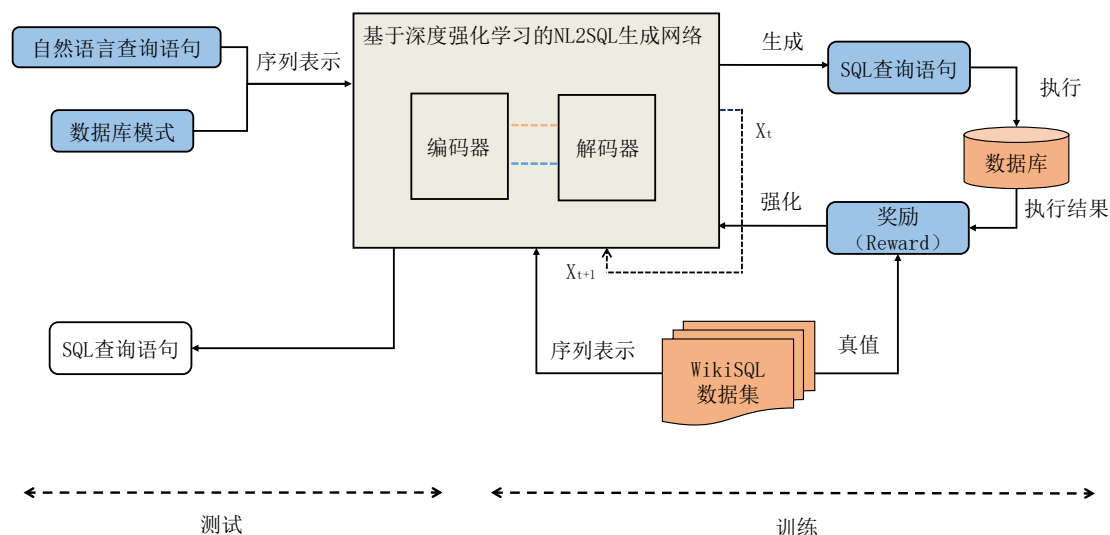 基于深度强化学习的NL2SQL生成网络
自然语言查询语句
序列表示
数据库模式
编码器
解码器
生成
SQL查询语句
执行
Xt
数据库
执行结果
强化
奖励
（Reward）
Xt+1
SQL查询语句
序列表示
WikiSQL
数据集
真值
测试
训练